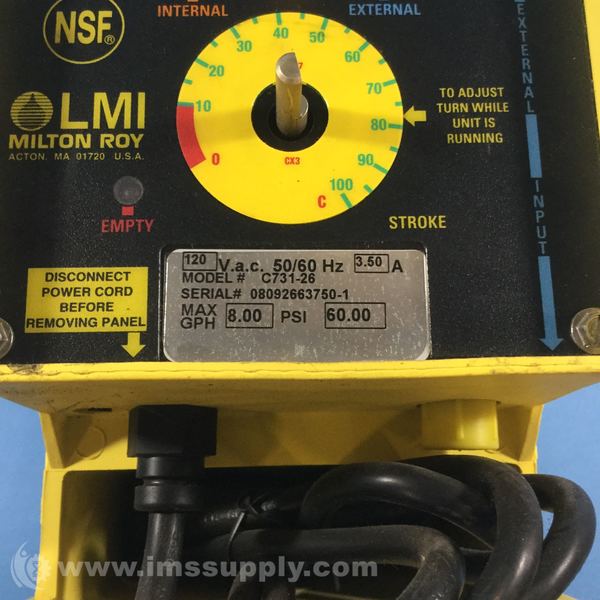 INTERNAL
EXTERNAL
NSF®
40
50
30
60
20
70
10
80
0
90
100
C
CX3
LMI
MILTON ROY
ACTON, MA 01720 U.S.A.
TO ADJUST
TURN WHILE
UNIT IS
RUNNING
EXTERNAL
INPUT
EMPTY
STROKE
DISCONNECT
POWER CORD
BEFORE
REMOVING PANEL
120 V.a.c. 50/60 Hz 3.50 A
MODEL # C731-26
SERIAL# 08092663750-1
MAX GPH 8.00 PSI 60.00
© www.imssupply.com